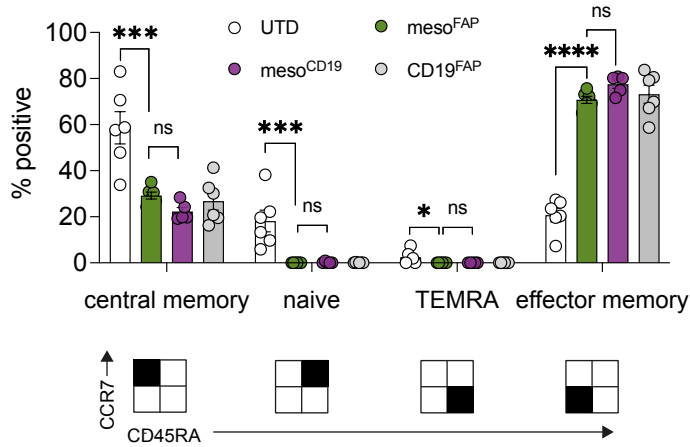 ns
*** ****
UTD meso^FAP
meso^CD19 CD19^FAP
100
80
60
40
20
0
% positive
ns
***
ns
* ns
central memory naive TEMRA effector memory
CCR7
CD45RA